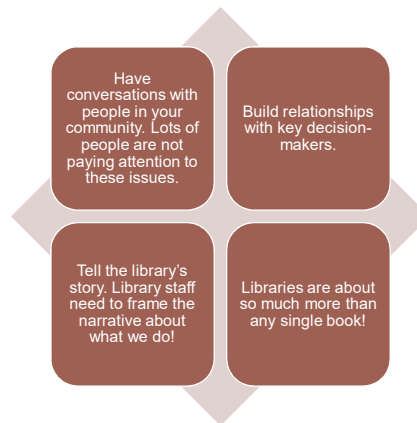 Have
conversations with
people in your
community. Lots of
people are not
paying attention to
these issues.
Build relationships
with key decision-
makers.
Tell the library’s
story. Library staff
need to frame the
narrative about
what we do!
Libraries are about
so much more than
any single book!